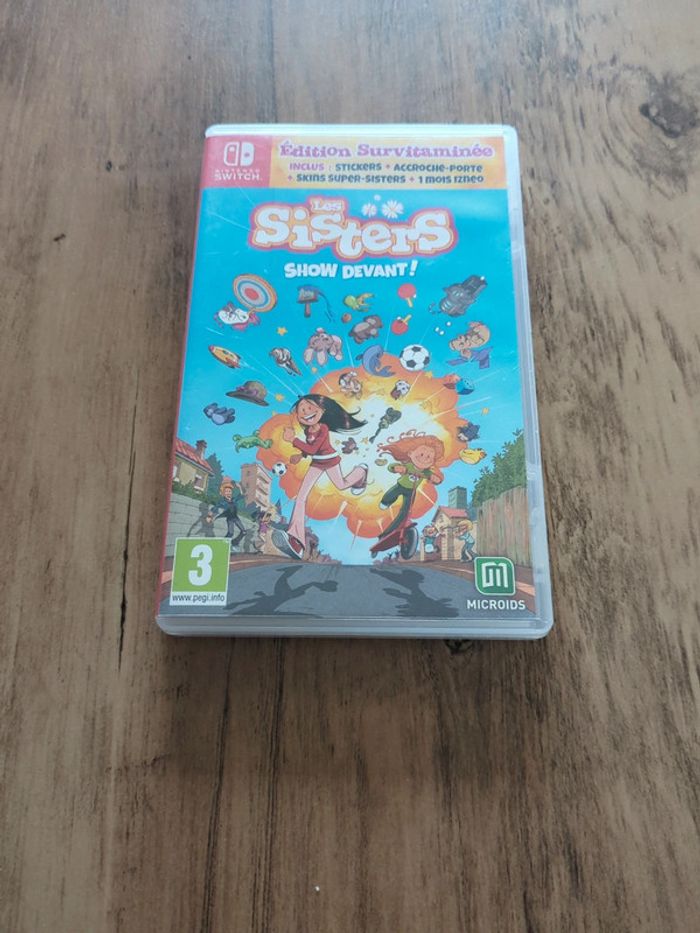 Édition Survitaminée
INCLUS : STICKERS + ACCROCHE-PORTE
+ SKINS SUPER-SISTERS + 1 MOIS IZNEO
NINTENDO
SWITCH™
Les
Sisters
SHOW DEVANT !
3
www.pegi.info
MICROIDS